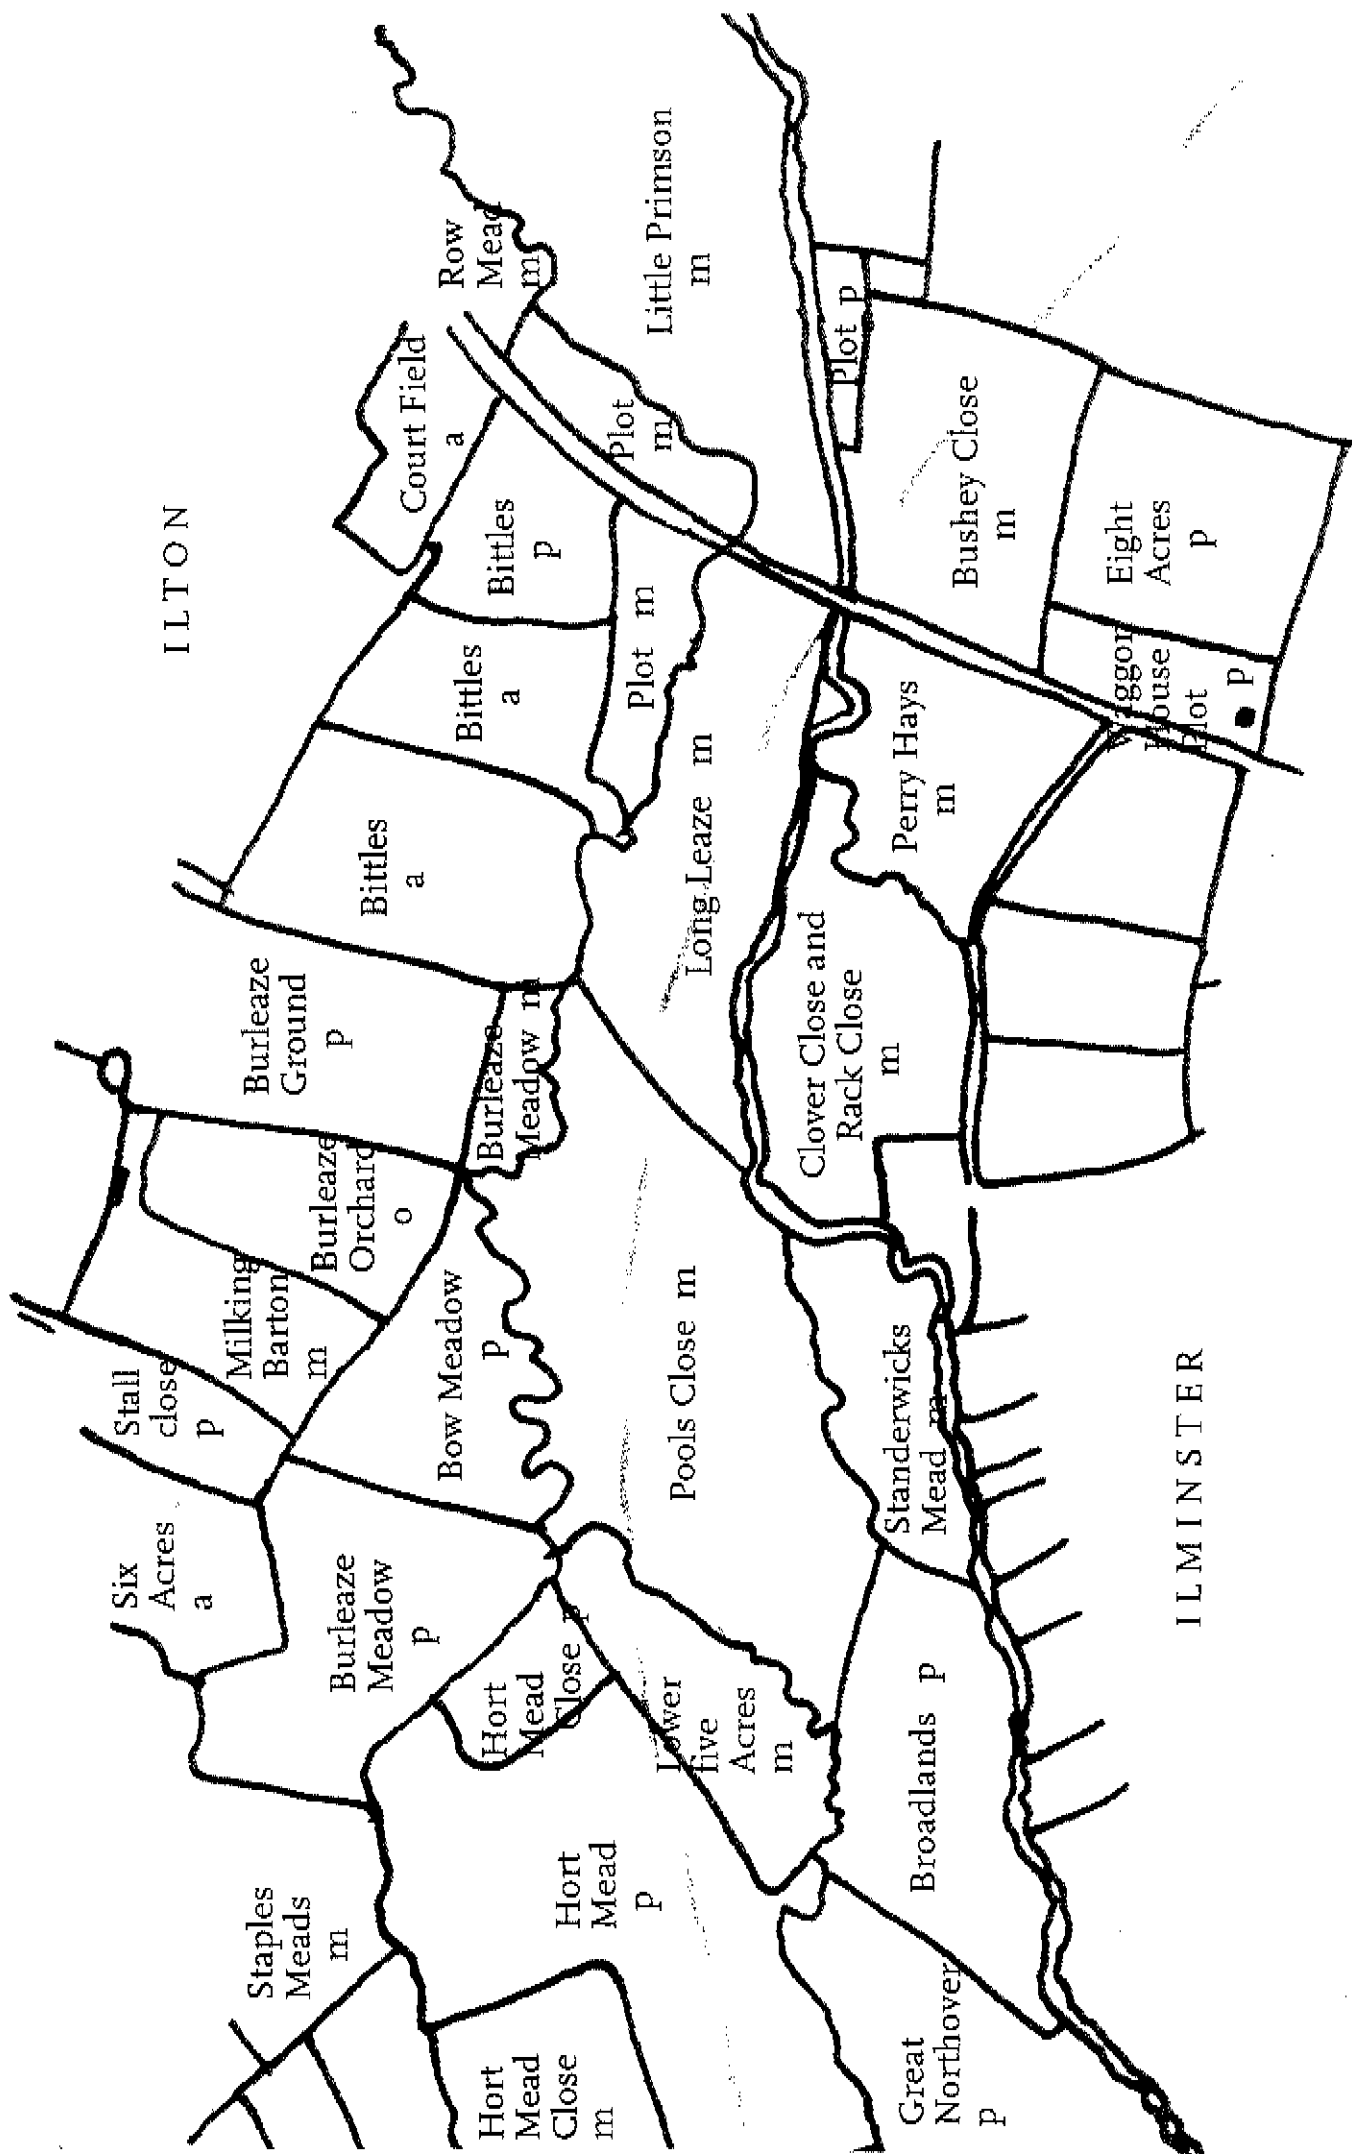 ILTON
Staples
Meads
m
Six
Acres
a
Stall
close
p
Milking
Barton
m
Burleaze
Orchard
o
Burleaze
Ground
p
Bittles
a
Bittles
a
Bittles
p
Court Field
a
Row
Mead
m
Hort
Mead
Close
m
Hort
Mead
p
Hort
Mead
Close p
Burleaze
Meadow
p
Bow Meadow
p
Burleaze
Meadow m
Plot m
Plot
m
Little Primson
m
Lower
five
Acres
m
Pools Close m
Long Leaze m
Great
Northover
p
Broadlands p
Standerwicks
Mead m
Clover Close and
Rack Close
m
Perry Hays
m
Bushey Close
m
Plot p
Waggon
House
Plot p
Eight
Acres
p
ILMINSTER